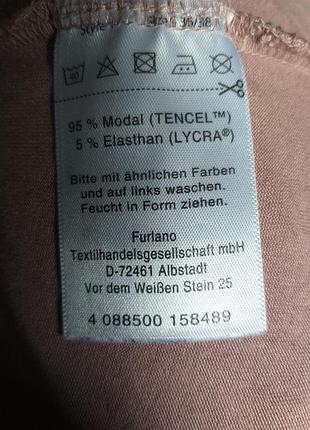 40
95 % Modal (TENCEL™)
5 % Elasthan (LYCRA®)
Bitte mit ähnlichen Farben
und auf links waschen.
Feucht in Form ziehen.
Furlano
Textilhandelsgesellschaft mbH
D-72461 Albstadt
Vor dem Weißen Stein 25
4 088500 158489